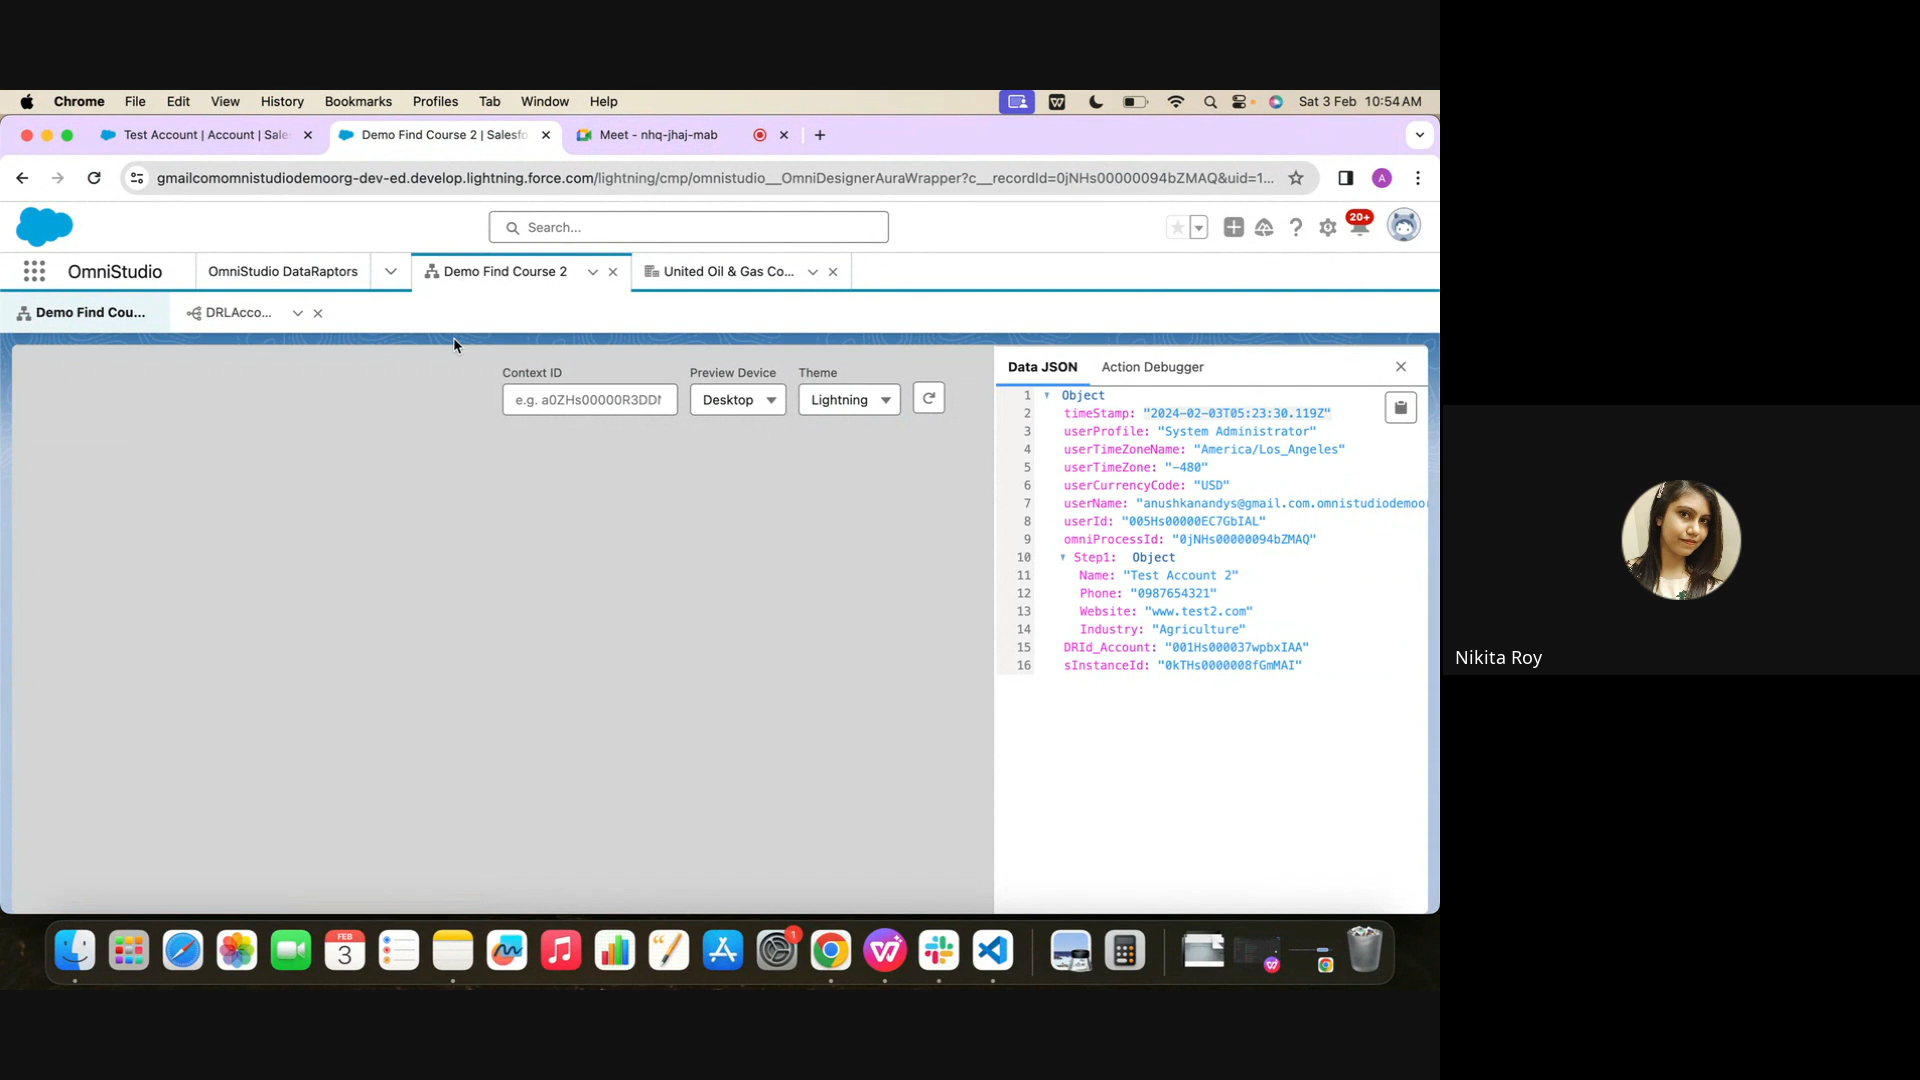 Chrome File Edit View History Bookmarks Profiles Tab Window Help Sat 3 Feb 10:54 AM
Test Account | Account | Sale
Demo Find Course 2 | Salesfo
Meet - nhq-jhaj-mab
gmailcomomnistudiodemoorg-dev-ed.develop.lightning.force.com/lightning/cmp/omnistudio__OmniDesignerAuraWrapper?c__recordId=0jNHs00000094bZMAQ&uid=1...
A
Search...
20+
OmniStudio
OmniStudio DataRaptors
Demo Find Course 2
United Oil & Gas Co...
Demo Find Cou...
DRLAcco...
Context ID
e.g. a0ZHs00000R3DD
Preview Device
Desktop
Theme
Lightning
Data JSON
Action Debugger
1 Object
2 timeStamp: "2024-02-03T05:23:30.119Z"
3 userProfile: "System Administrator"
4 userTimeZoneName: "America/Los_Angeles"
5 userTimeZone: "-480"
6 userCurrencyCode: "USD"
7 userName: "anushkanandys@gmail.com.omnistudiodemoor
8 userId: "005Hs00000EC7GbIAL"
9 omniProcessId: "0jNHs00000094bZMAQ"
10 Step1: Object
11 Name: "Test Account 2"
12 Phone: "0987654321"
13 Website: "www.test2.com"
14 Industry: "Agriculture"
15 DRId_Account: "001Hs000037wpbxIAA"
16 sInstanceId: "0kTHs0000008fGmMAI"
Nikita Roy
FEB
3
1